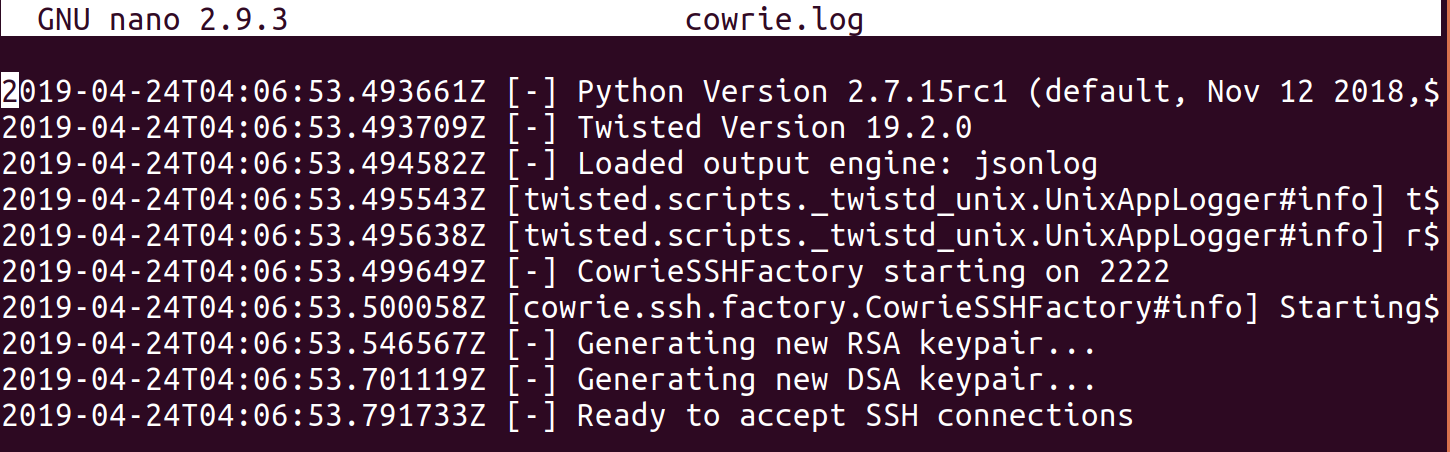 GNU nano 2.9.3 cowrie.log
2019-04-24T04:06:53.493661Z [-] Python Version 2.7.15rc1 (default, Nov 12 2018,$
2019-04-24T04:06:53.493709Z [-] Twisted Version 19.2.0
2019-04-24T04:06:53.494582Z [-] Loaded output engine: jsonlog
2019-04-24T04:06:53.495543Z [twisted.scripts._twistd_unix.UnixAppLogger#info] t$
2019-04-24T04:06:53.495638Z [twisted.scripts._twistd_unix.UnixAppLogger#info] r$
2019-04-24T04:06:53.499649Z [-] CowrieSSHFactory starting on 2222
2019-04-24T04:06:53.500058Z [cowrie.ssh.factory.CowrieSSHFactory#info] Starting$
2019-04-24T04:06:53.546567Z [-] Generating new RSA keypair...
2019-04-24T04:06:53.701119Z [-] Generating new DSA keypair...
2019-04-24T04:06:53.791733Z [-] Ready to accept SSH connections